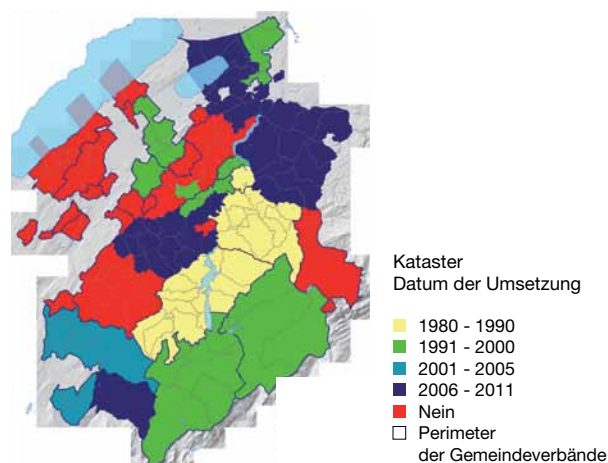 Kataster
Datum der Umsetzung
1980 - 1990
1991 - 2000
2001 - 2005
2006 - 2011
Nein
Perimeter
der Gemeindeverbände